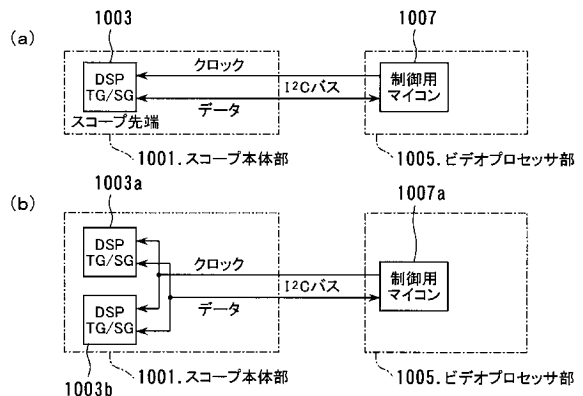 1003
1007
(a)
クロック
DSP
TG/SG
制御用
マイコン
I²Cバス
データ
スコープ先端
1001.スコープ本体部
1005.ビデオプロセッサ部
1003a
(b)
1007a
DSP
TG/SG
クロック
制御用
マイコン
I²Cバス
データ
DSP
TG/SG
1001.スコープ本体部
1005.ビデオプロセッサ部
1003b